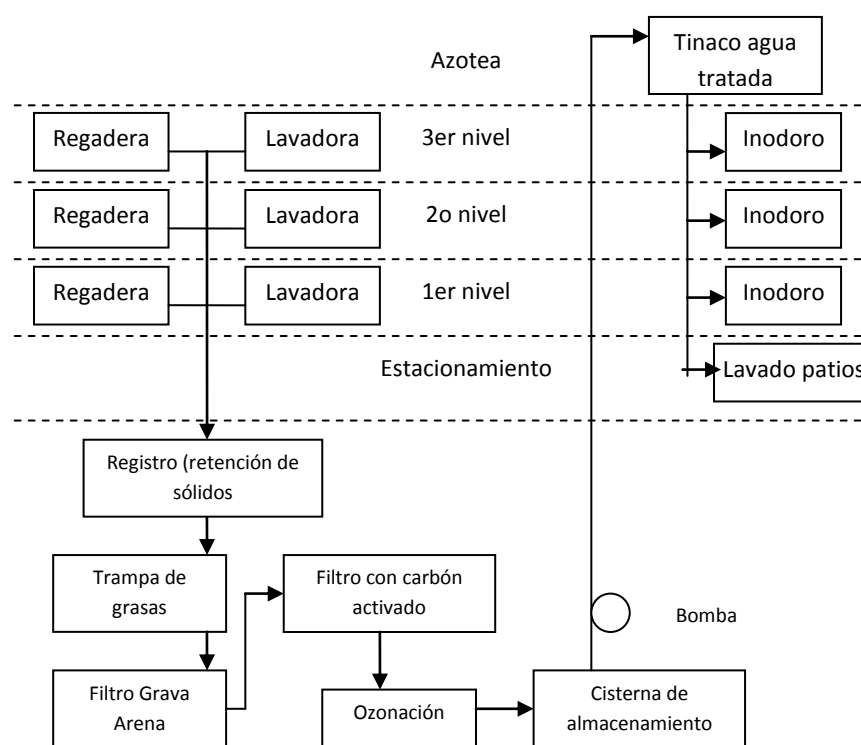 Azotea
Tinaco agua
tratada
Regadera
Lavadora
3er nivel
Inodoro
Regadera
Lavadora
2o nivel
Inodoro
Regadera
Lavadora
1er nivel
Inodoro
Estacionamiento
Lavado patios
Registro (retención de
sólidos
Trampa de
grasas
Filtro con carbón
activado
Bomba
Filtro Grava
Arena
Ozonación
Cisterna de
almacenamiento